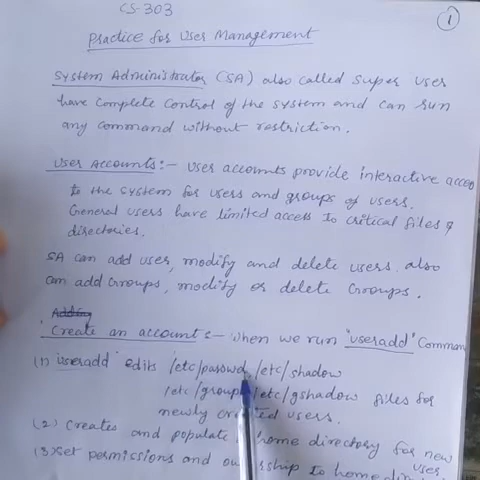 CS-303
1
Practice for User Management
System Administrator (SA) also called super user
have complete control of the system and can run
any command without restriction.
User Accounts:- User accounts provide interactive access
to the system for users and groups of users.
General users have limited access to critical files &
directories.
SA can add user, modify and delete users. also
can add Groups, modify or delete Groups.
Create an account:- when we run "useradd" Comman
(1) "useradd" edits /etc/passwd, /etc/shadow
/etc/group /etc/gshadow files for
newly created users.
(2) Creates and populate home directory for new
user
(3) Set permissions and ownership to home